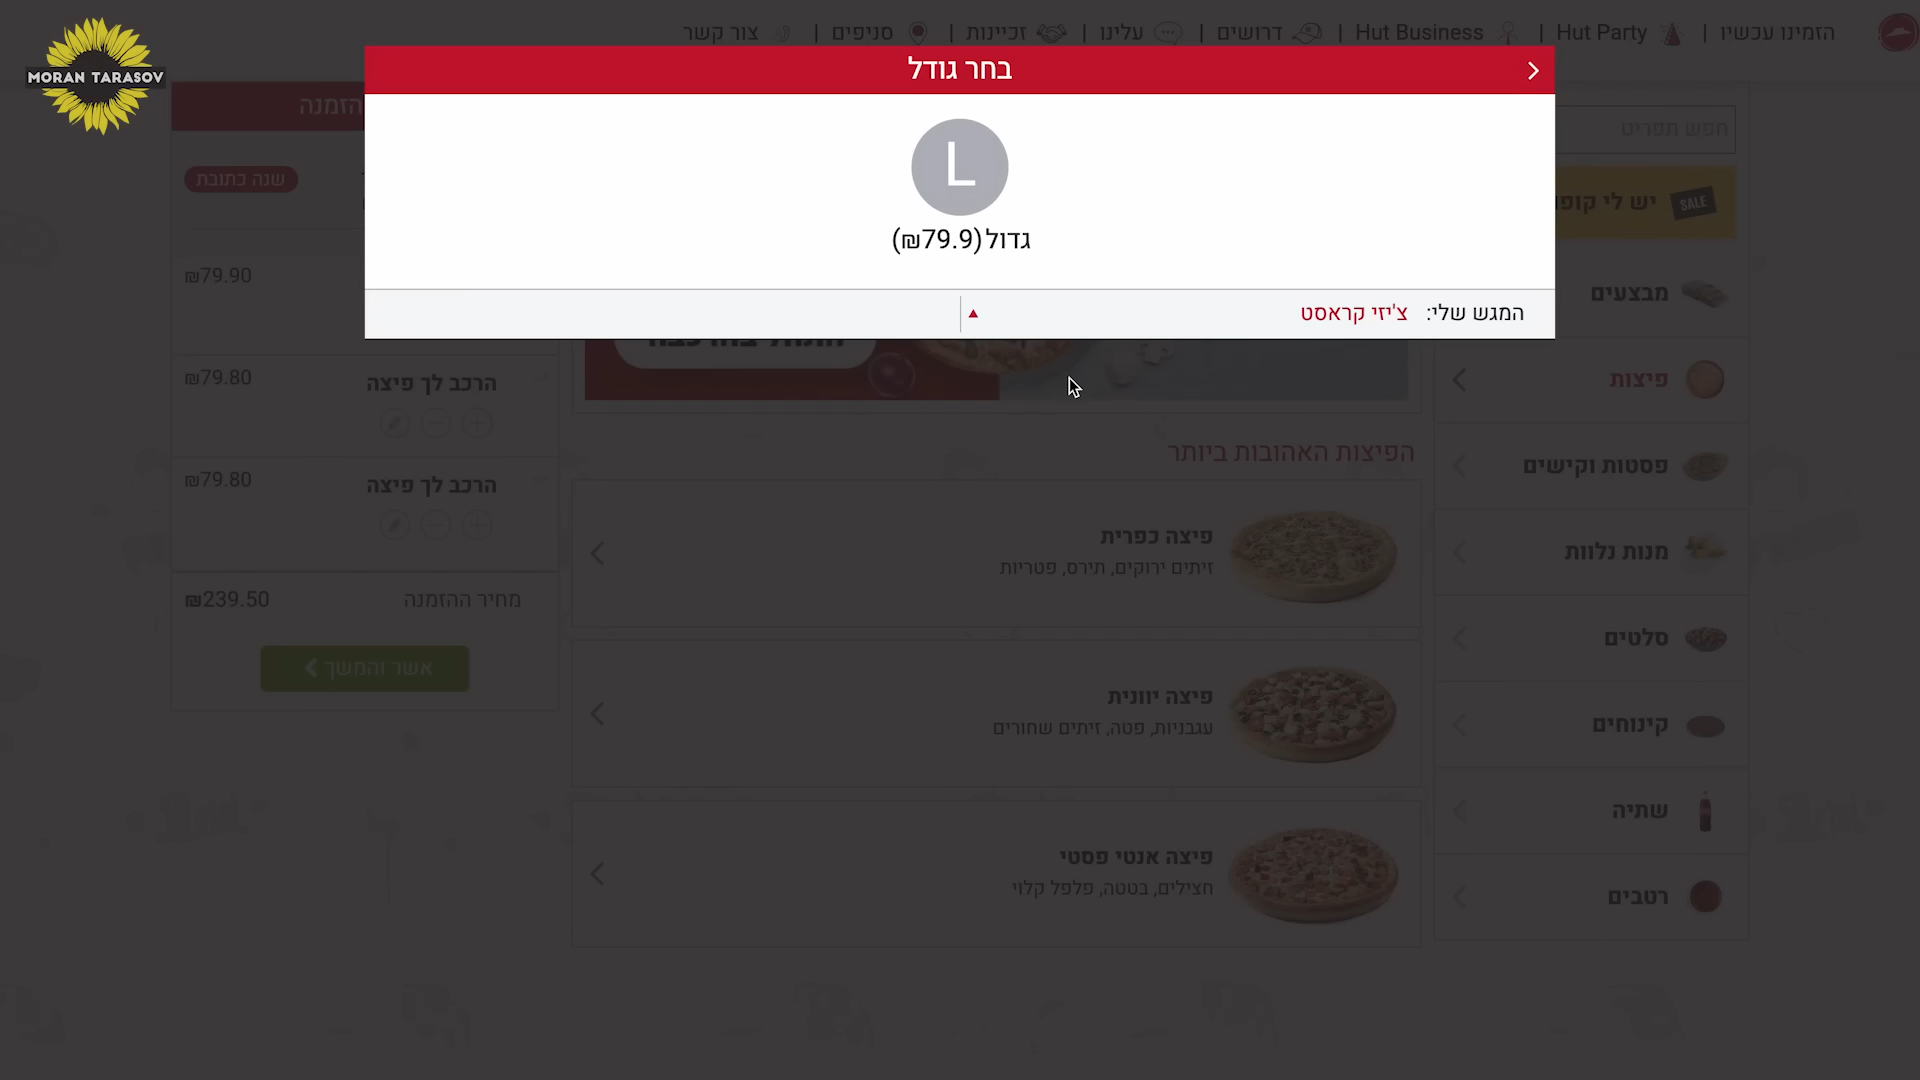 הזמינו עכשיו | Hut Party | Hut Business | דרושים | עלינו | זכיינות | סניפים | צור קשר
MORAN TARASOV
בחר גודל
L
גדול (₪79.9)
המגש שלי: צ'יזי קראסט
חפש תפריט
SALE
יש לי קופו
מבצעים
פיצות
פסטות וקישים
מנות נלוות
סלטים
קינוחים
שתיה
רטבים
הפיצות האהובות ביותר
פיצה כפרית
זיתים ירוקים, תירס, פטריות
פיצה יוונית
עגבניות, פטה, זיתים שחורים
פיצה אנטי פסטי
חצילים, בטטה, פלפל קלוי
הזמנה
שנה כתובת
₪79.90
הרכב לך פיצה ₪79.80
הרכב לך פיצה ₪79.80
מחיר ההזמנה ₪239.50
אשר והמשך